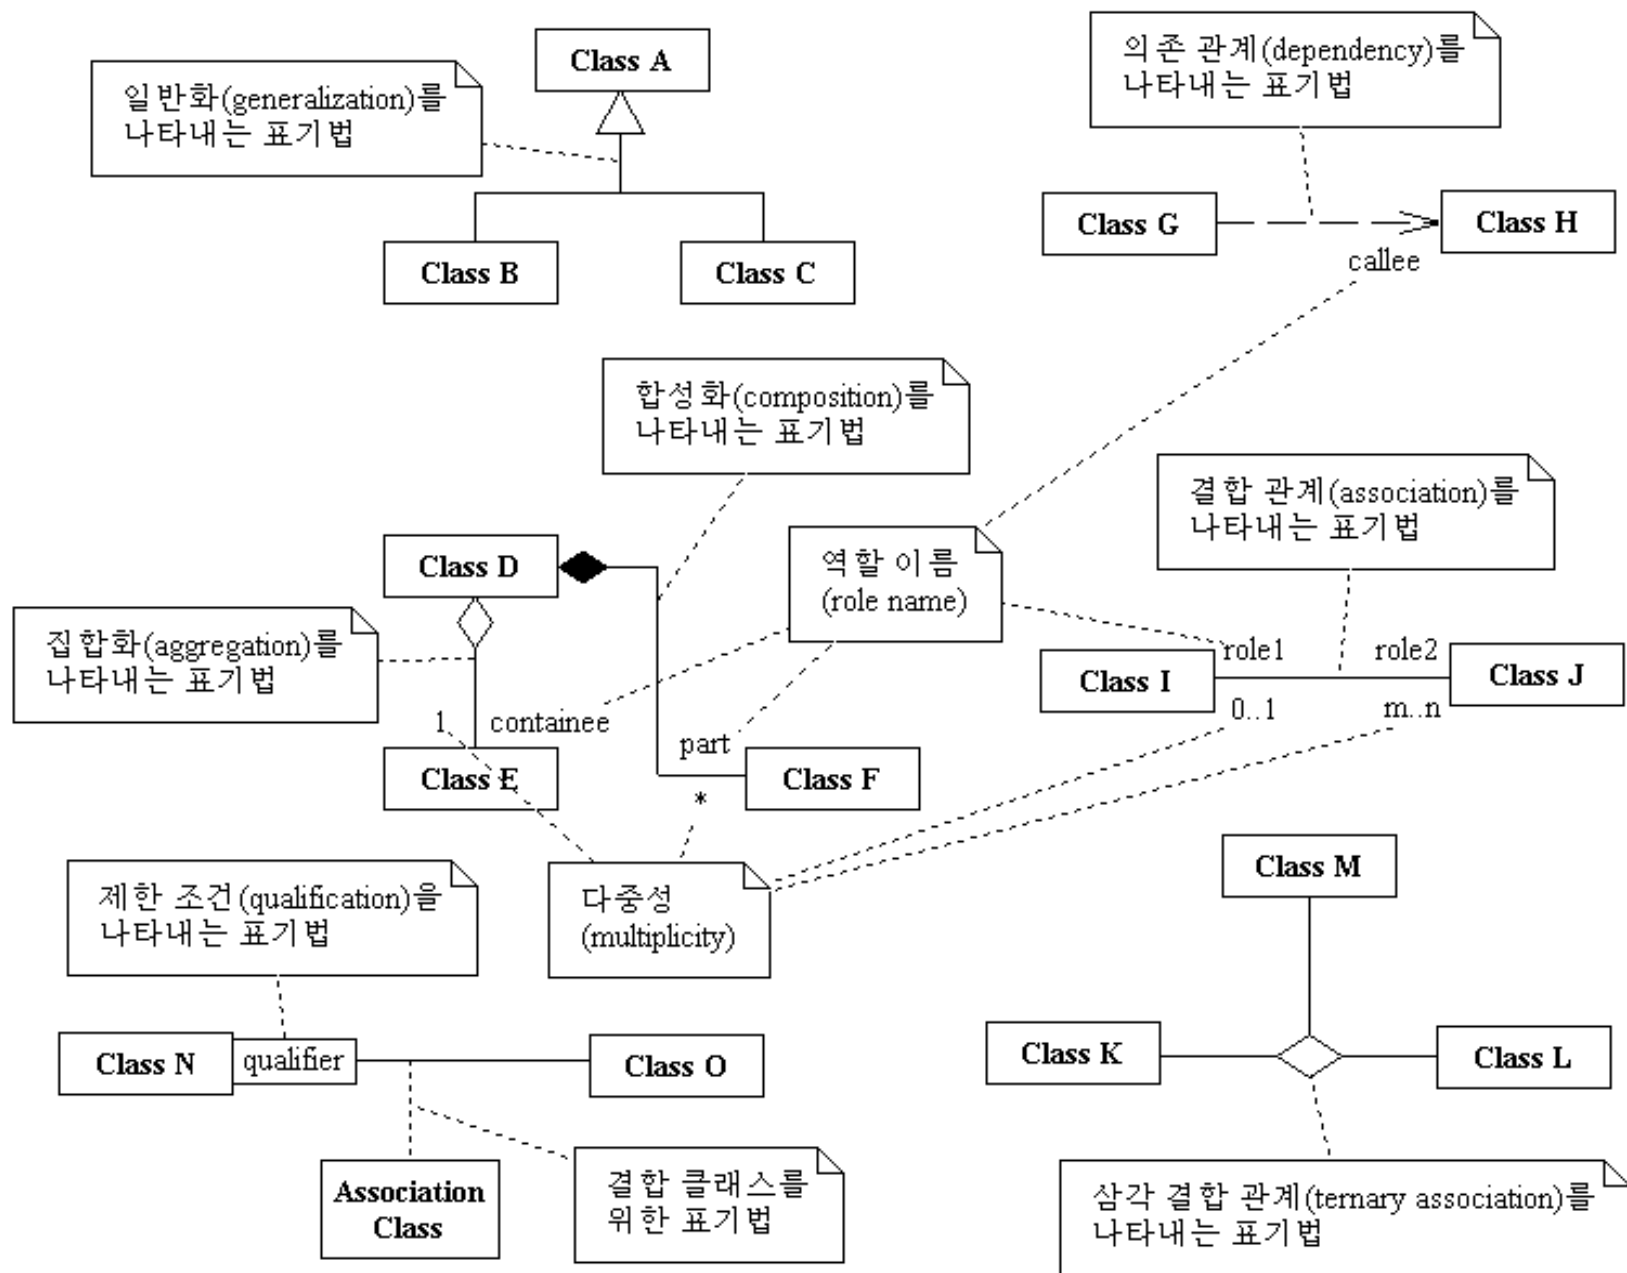 Class A
일반화(generalization)를
나타내는 표기법
의존 관계(dependency)를
나타내는 표기법
Class B
Class C
Class G
Class H
callee
합성화(composition)를
나타내는 표기법
결합 관계(association)를
나타내는 표기법
Class D
역할 이름
(role name)
집합화(aggregation)를
나타내는 표기법
role1
role2
Class I
Class J
0..1
m..n
1
containee
part
Class E
Class F
*
다중성
(multiplicity)
Class M
제한 조건(qualification)을
나타내는 표기법
Class N
qualifier
Class O
Class K
Class L
Association
Class
결합 클래스를
위한 표기법
삼각 결합 관계(ternary association)를
나타내는 표기법